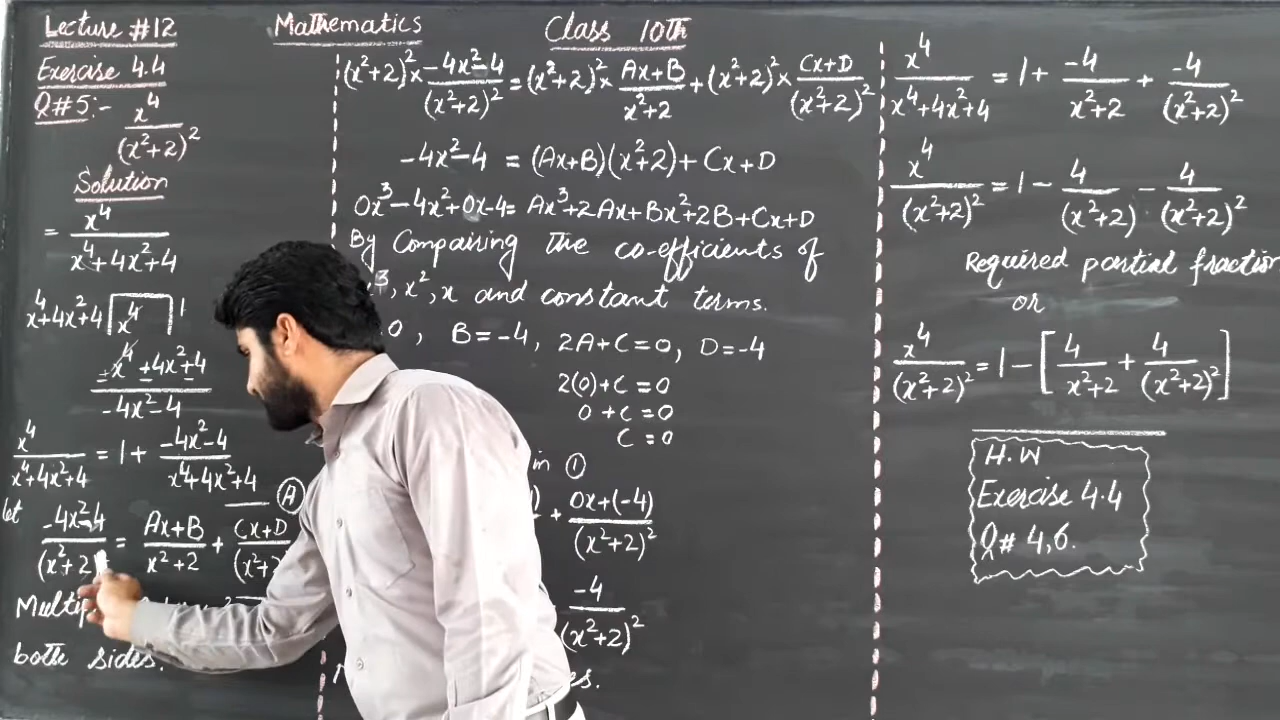 Lecture #12 Mathematics Class 10th
Exercise 4.4
Q#5:- x⁴/(x²+2)²
Solution
= x⁴/(x⁴+4x²+4)
x⁴+4x²+4 x⁴ 1
±x⁴±4x²±4
-4x²-4
x⁴/(x⁴+4x²+4) = 1 + (-4x²-4)/(x⁴+4x²+4)
(A)
let (-4x²-4)/(x²+2) = (Ax+B)/(x²+2) + (Cx+D)/(x²+2
both sides.
(x²+2)² × (-4x²-4)/(x²+2)² = (x²+2)² × (Ax+B)/(x²+2) + (x²+2)² × (Cx+D)/(x²+2)²
-4x²-4 = (Ax+B)(x²+2) + Cx+D
0x³-4x²+0x-4 = Ax³+2Ax+Bx²+2B+Cx+D
By Compairing the co-efficients of
x³, x², x and constant terms.
0, B=-4, 2A+C=0, D=-4
2(0)+C=0
0+C=0
C=0
in ①
+ (0x+(-4))/(x²+2)²
-4/(x²+2)²
x⁴/(x⁴+4x²+4) = 1 + -4/(x²+2) + -4/(x²+2)²
x⁴/(x²+2)² = 1 - 4/(x²+2) - 4/(x²+2)²
Required partial fraction
or
x⁴/(x²+2)² = 1 - [4/(x²+2) + 4/(x²+2)²]
H.W
Exercise 4.4
Q# 4,6.